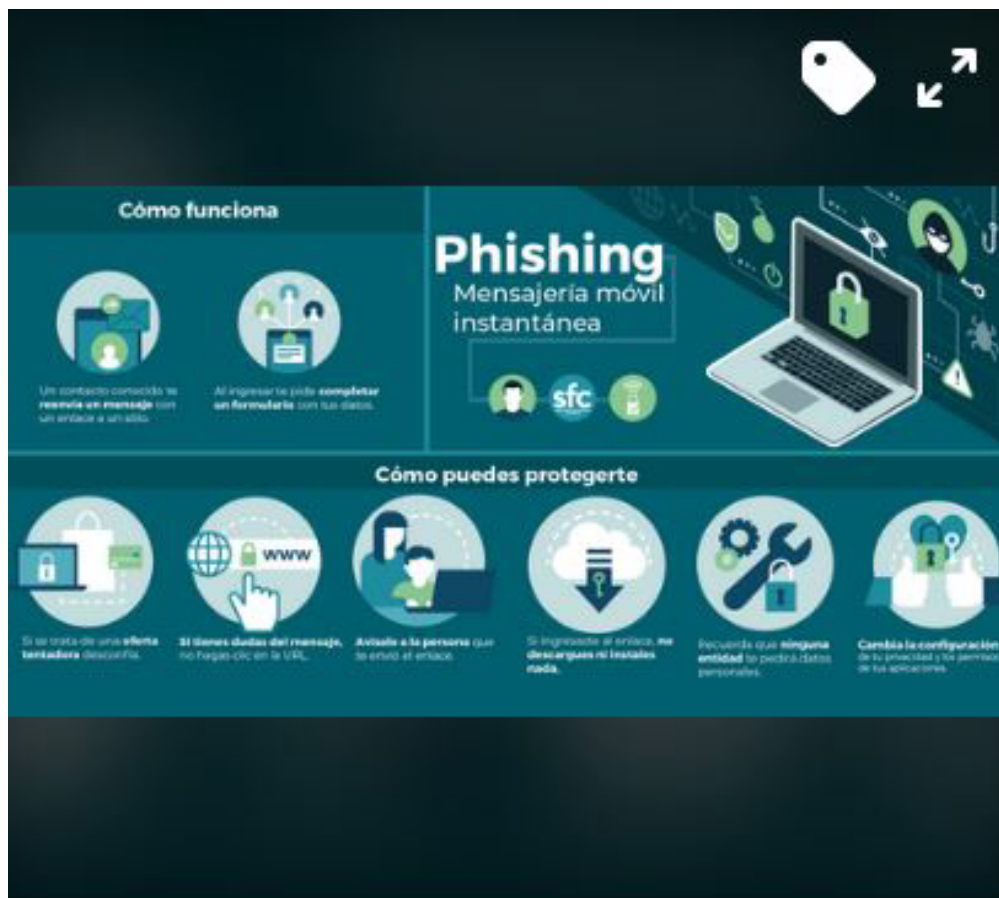 Cómo funciona
Un contacto conocido te
reenvía un mensaje con
un enlace a un sitio.
Al ingresar te pide completar
un formulario con tus datos.
Phishing
Mensajería móvil
instantánea
sfc
Cómo puedes protegerte
www
Si se trata de una oferta
tentadora desconfía.
Si tienes dudas del mensaje,
no hagas clic en la URL.
Avísale a la persona que
te envió el enlace.
Si ingresaste al enlace, no
descargues ni instales
nada.
Recuerda que ninguna
entidad te pedirá datos
personales.
Cambia la configuración
de tu privacidad y los permisos
de tus aplicaciones.